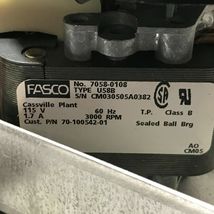 FASCO
No. 7058-0108
TYPE U58B
S/N CM030505A0382
Cassville Plant
115 V 60 Hz T.P. Class B
1.7 A 3000 RPM
Cust. P/N 70-100542-01 Sealed Ball Brg
AO
CM05